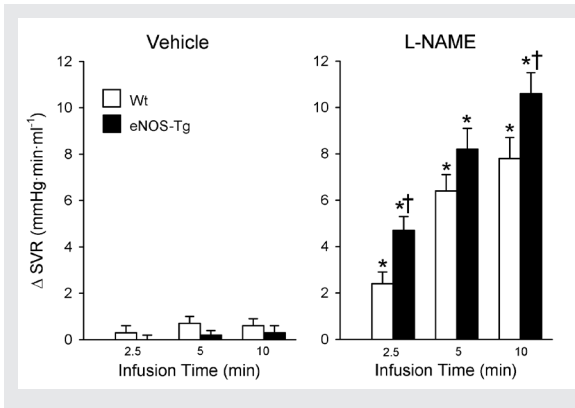 Vehicle
L-NAME
12
10
8
6
4
2
0
Δ SVR (mmHg·min·ml⁻¹)
Wt
eNOS-Tg
2.5 5 10
Infusion Time (min)
12
10
8
6
4
2
0
*
*†
*
*
*
*†
2.5 5 10
Infusion Time (min)